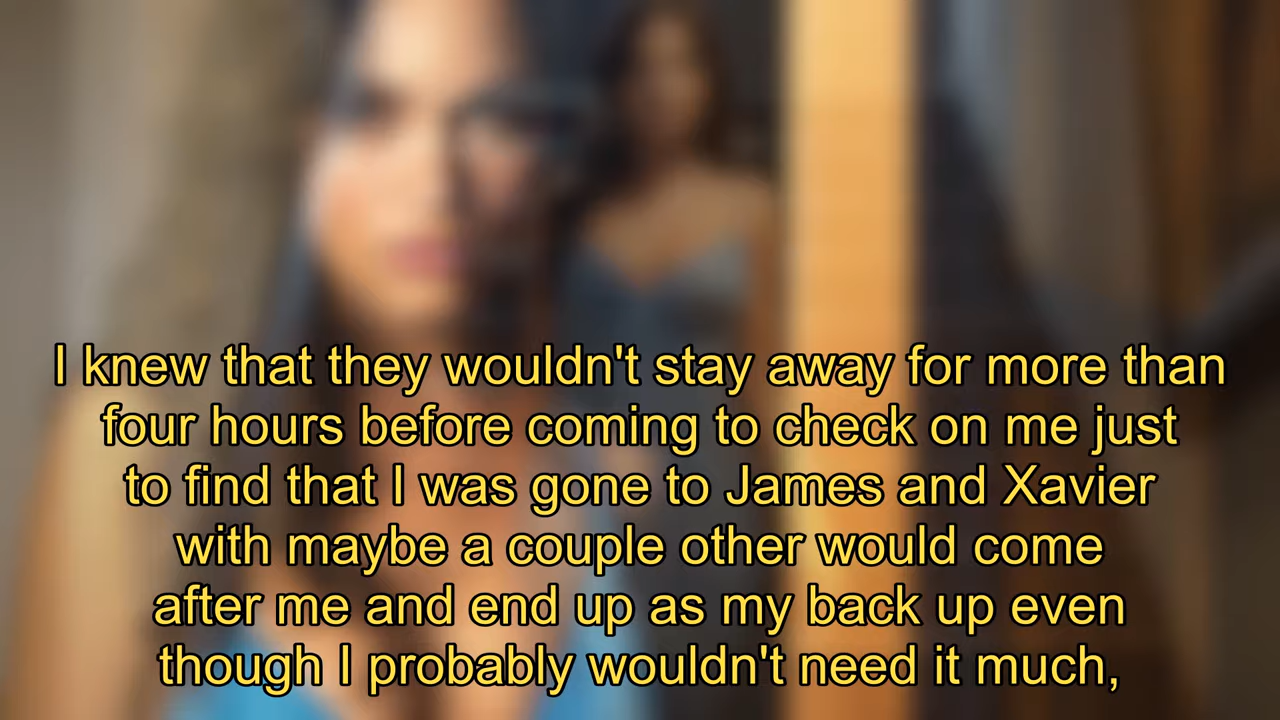 I knew that they wouldn't stay away for more than
four hours before coming to check on me just
to find that I was gone to James and Xavier
with maybe a couple other would come
after me and end up as my back up even
though I probably wouldn't need it much,